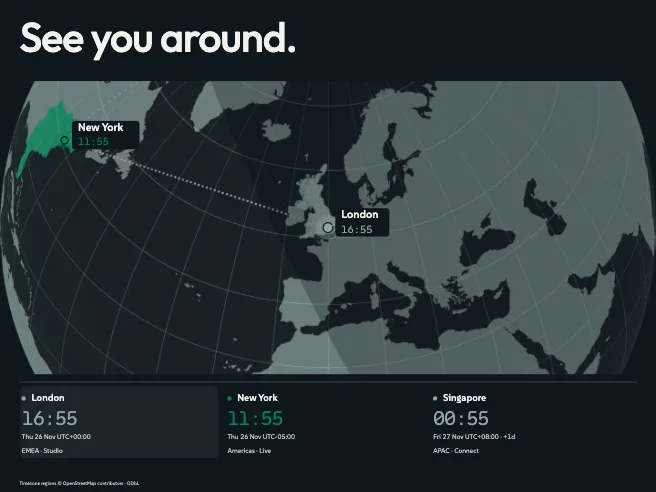 See you around.
New York
11:55
London
16:55
London
16:55
Thu 26 Nov UTC+00:00
EMEA · Studio
New York
11:55
Thu 26 Nov UTC-05:00
Americas · Live
Singapore
00:55
Fri 27 Nov UTC+08:00 · +1d
APAC · Connect
Timezone regions © OpenStreetMap contributors · ODbL